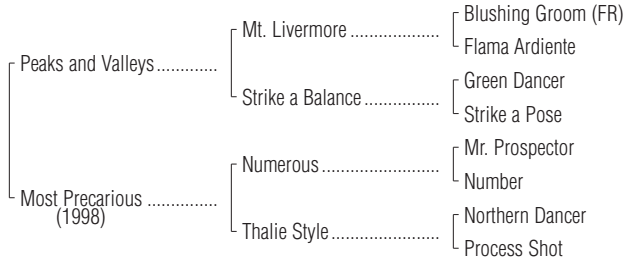 Blushing Groom (FR)
Mt. Livermore ....................
Flama Ardiente
Peaks and Valleys.............
Green Dancer
Strike a Balance .................
Strike a Pose
Mr. Prospector
Numerous ..........................
Number
Most Precarious ...............
(1998)
Northern Dancer
Thalie Style........................
Process Shot